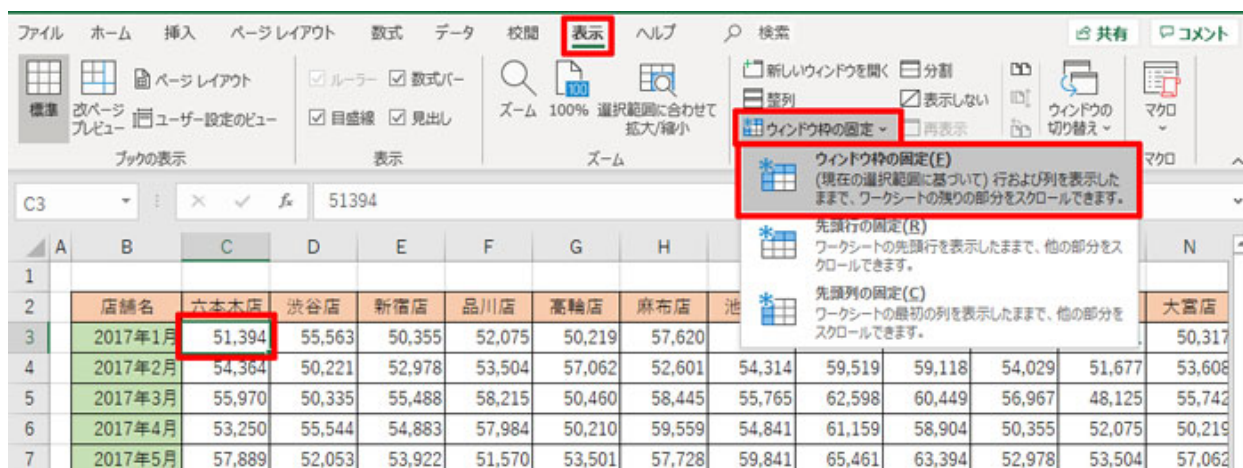 ファイル ホーム 挿入 ページ レイアウト 数式 データ 校閲 表示 ヘルプ 検索 共有 コメント
標準 改ページ プレビュー ページ レイアウト ユーザー設定のビュー
ブックの表示
ルーラー 数式バー
目盛線 見出し
表示
ズーム 100% 選択範囲に合わせて 拡大/縮小
ズーム
新しいウィンドウを開く 分割
整列 表示しない
ウィンドウ枠の固定 再表示
ウィンドウの 切り替え
マクロ
マクロ
ウィンドウ枠の固定(F)
(現在の選択範囲に基づいて) 行および列を表示した
ままで、ワークシートの残りの部分をスクロールできます。
先頭行の固定(R)
ワークシートの先頭行を表示したままで、他の部分をス
クロールできます。
先頭列の固定(C)
ワークシートの最初の列を表示したままで、他の部分を
スクロールできます。
C3 fx 51394
A B C D E F G H N
1
2 店舗名 六本木店 渋谷店 新宿店 品川店 高輪店 麻布店 池 大宮店
3 2017年1月 51,394 55,563 50,355 52,075 50,219 57,620 50,317
4 2017年2月 54,364 50,221 52,978 53,504 57,062 52,601 54,314 59,519 59,118 54,029 51,677 53,608
5 2017年3月 55,970 50,335 55,488 58,215 50,460 58,445 55,765 62,598 60,449 56,967 48,125 55,742
6 2017年4月 53,250 55,544 54,883 57,984 50,210 59,559 54,841 61,159 58,904 50,355 52,075 50,219
7 2017年5月 57,889 52,053 53,922 51,570 53,501 57,728 59,841 65,461 63,394 52,978 53,504 57,062